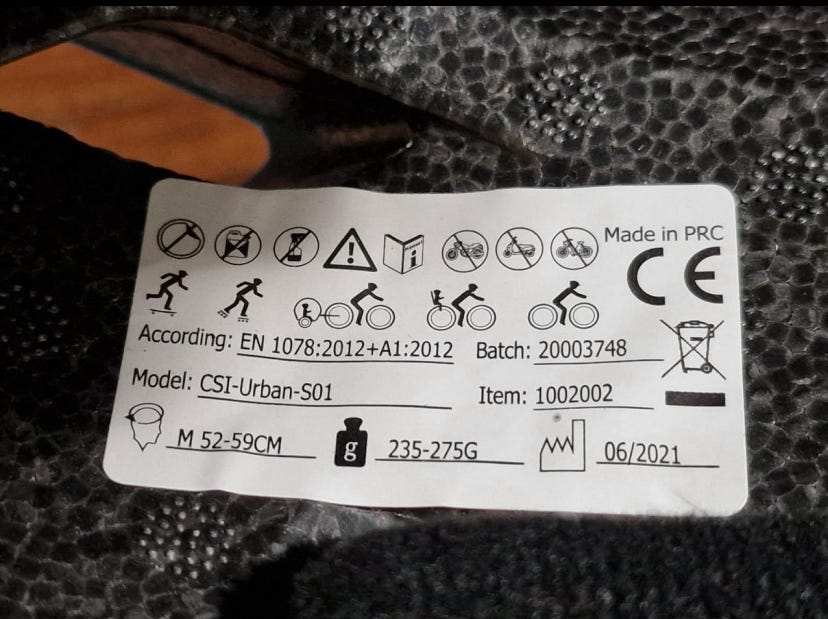 Made in PRC
CE
According: EN 1078:2012+A1:2012 Batch: 20003748
Model: CSI-Urban-S01 Item: 1002002
M 52-59CM g 235-275G 06/2021